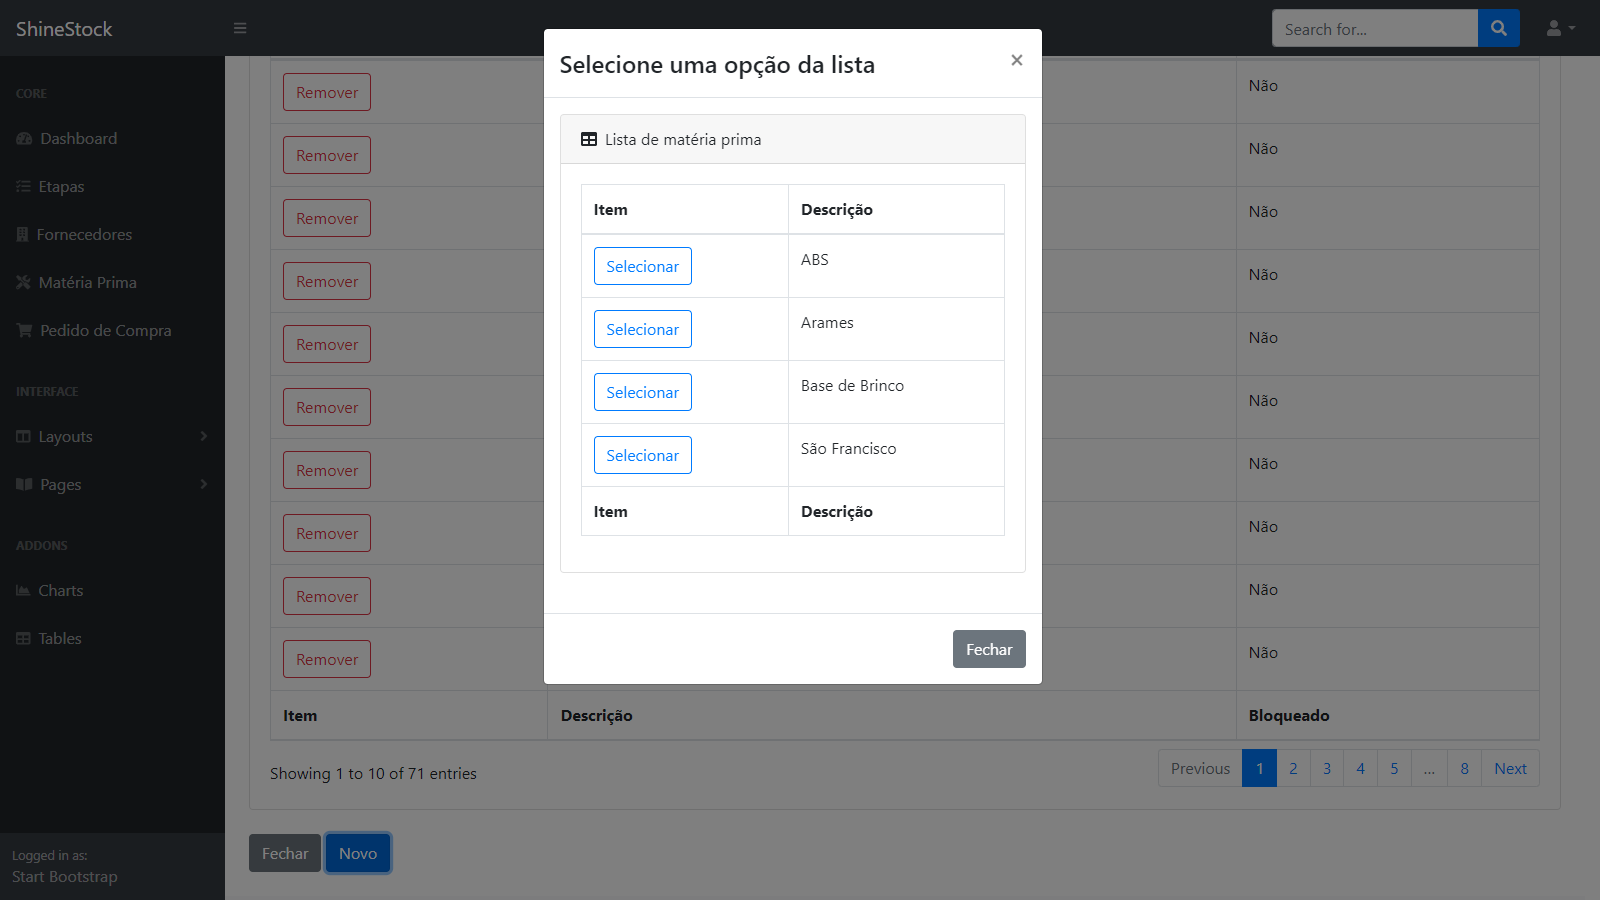 ShineStock
Search for...
CORE
Dashboard
Etapas
Fornecedores
Matéria Prima
Pedido de Compra
INTERFACE
Layouts
Pages
ADDONS
Charts
Tables
Logged in as:
Start Bootstrap
Selecione uma opção da lista
×
Lista de matéria prima
Item Descrição
Selecionar ABS
Selecionar Arames
Selecionar Base de Brinco
Selecionar São Francisco
Item Descrição
Fechar
Remover Não
Remover Não
Remover Não
Remover Não
Remover Não
Remover Não
Remover Não
Remover Não
Remover Não
Remover Não
Item Descrição Bloqueado
Showing 1 to 10 of 71 entries
Previous 1 2 3 4 5 ... 8 Next
Fechar Novo